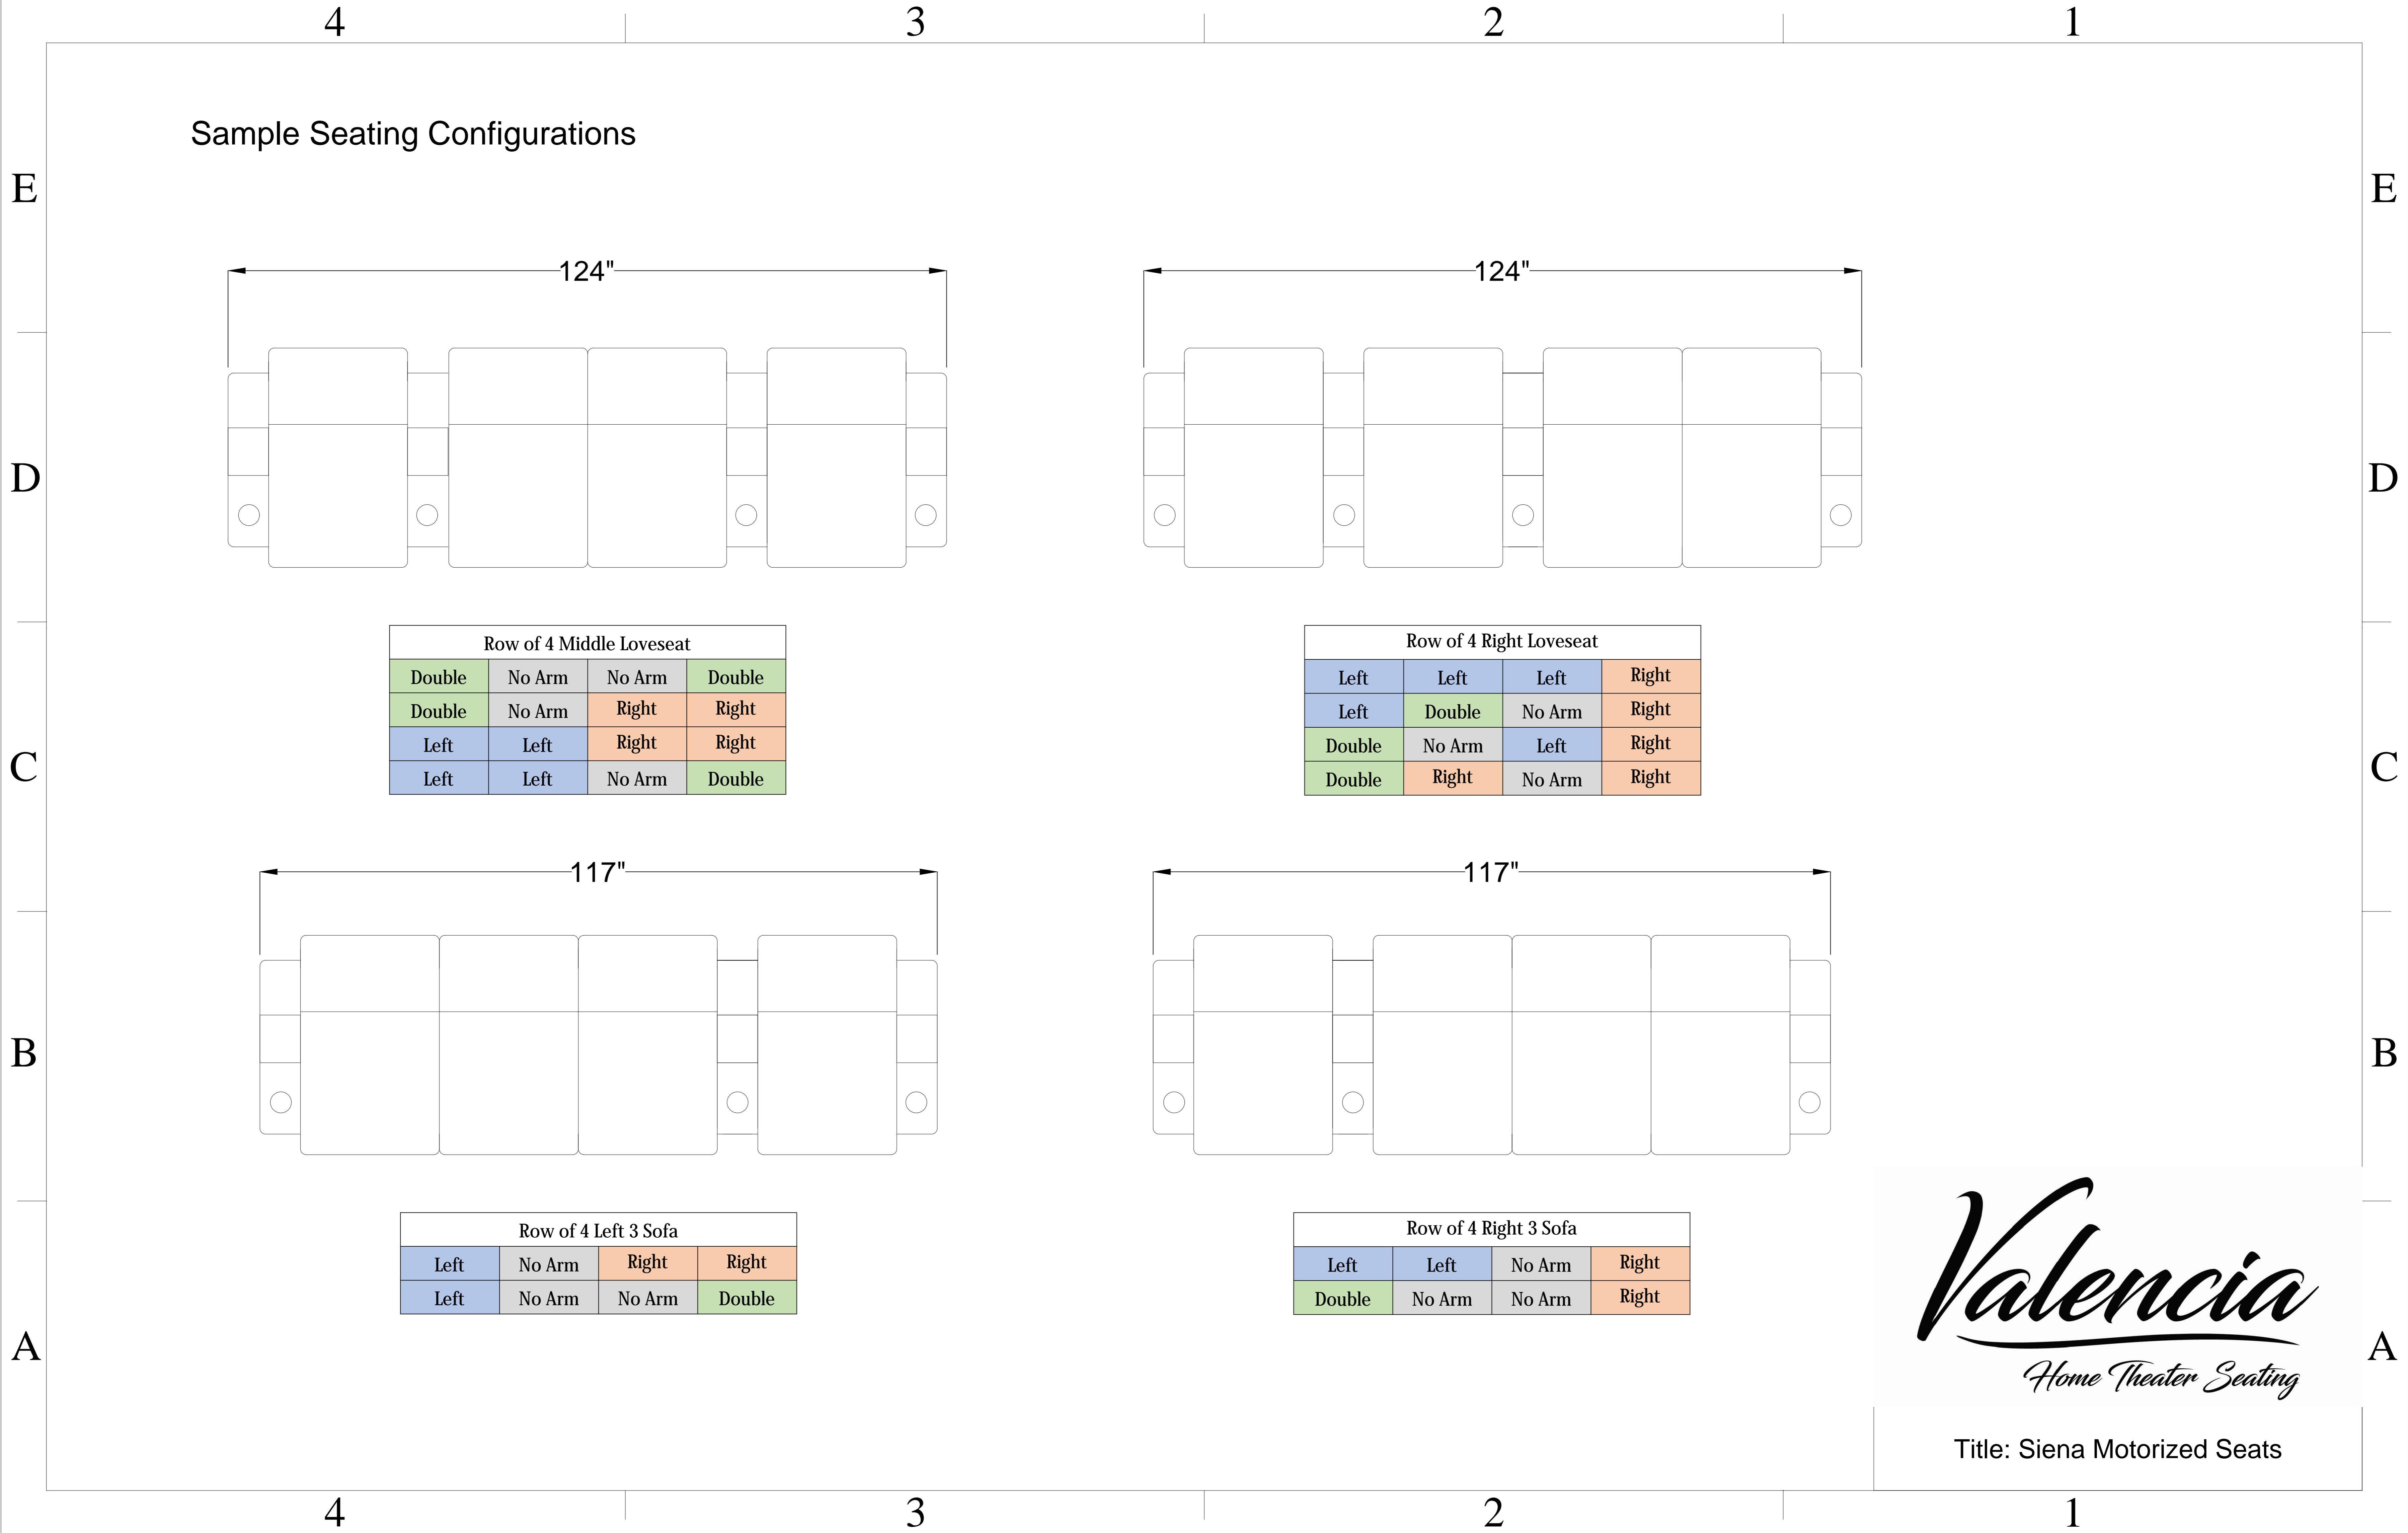 4 3 2 1
Sample Seating Configurations
E E
124" 124"
D D
Row of 4 Middle Loveseat
Double No Arm No Arm Double
Double No Arm Right Right
Left Left Right Right
Left Left No Arm Double
Row of 4 Right Loveseat
Left Left Left Right
Left Double No Arm Right
Double No Arm Left Right
Double Right No Arm Right
C C
117" 117"
B B
Row of 4 Left 3 Sofa
Left No Arm Right Right
Left No Arm No Arm Double
Row of 4 Right 3 Sofa
Left Left No Arm Right
Double No Arm No Arm Right
Valencia
Home Theater Seating
A A
Title: Siena Motorized Seats
4 3 2 1